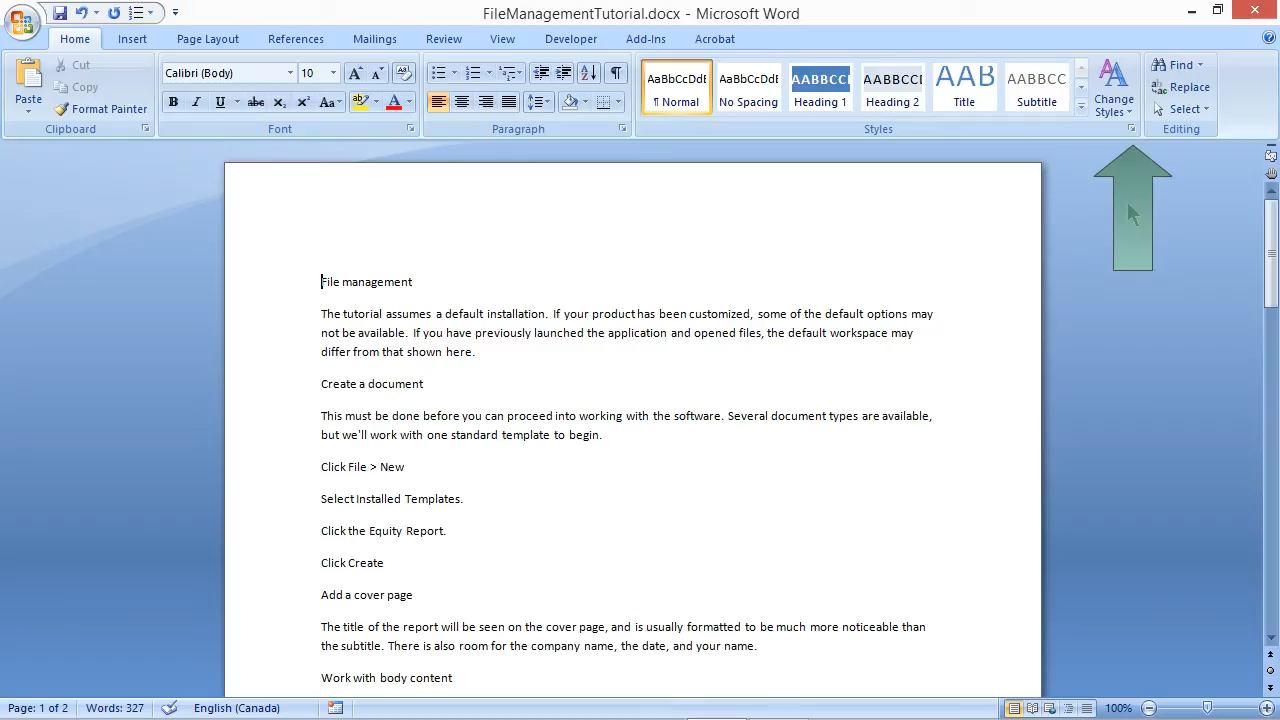 FileManagementTutorial.docx - Microsoft Word
Home Insert Page Layout References Mailings Review View Developer Add-Ins Acrobat
Paste
Cut
Copy
Format Painter
Clipboard
Calibri (Body) 10
Font
Paragraph
AaBbCcDdE AaBbCcDdE AABBCC AABBCC AAB AABBCC
¶ Normal No Spacing Heading 1 Heading 2 Title Subtitle
Change
Styles
Styles
Find
Replace
Select
Editing
File management
The tutorial assumes a default installation. If your product has been customized, some of the default options may
not be available. If you have previously launched the application and opened files, the default workspace may
differ from that shown here.
Create a document
This must be done before you can proceed into working with the software. Several document types are available,
but we'll work with one standard template to begin.
Click File > New
Select Installed Templates.
Click the Equity Report.
Click Create
Add a cover page
The title of the report will be seen on the cover page, and is usually formatted to be much more noticeable than
the subtitle. There is also room for the company name, the date, and your name.
Work with body content
Page: 1 of 2 Words: 327 English (Canada) 100%